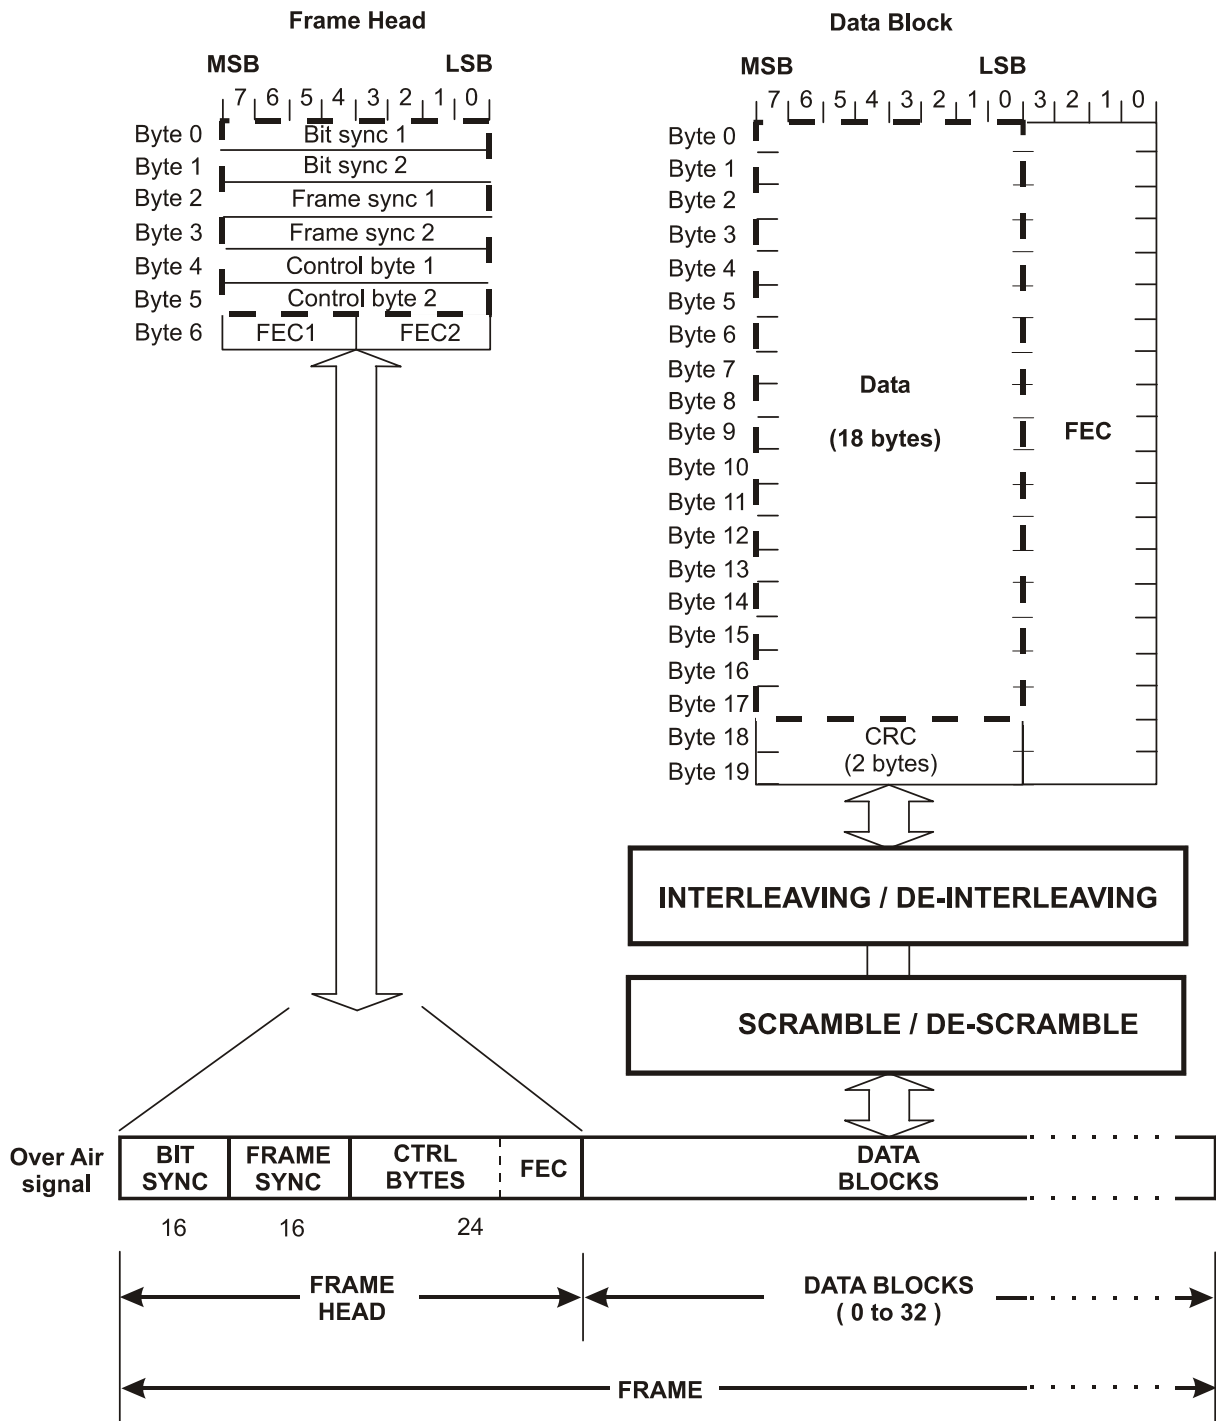 Frame Head
MSB LSB
7 6 5 4 3 2 1 0
Byte 0 Bit sync 1
Byte 1 Bit sync 2
Byte 2 Frame sync 1
Byte 3 Frame sync 2
Byte 4 Control byte 1
Byte 5 Control byte 2
Byte 6 FEC1 FEC2
Data Block
MSB LSB
7 6 5 4 3 2 1 0 3 2 1 0
Byte 0
Byte 1
Byte 2
Byte 3
Byte 4
Byte 5
Byte 6
Byte 7
Byte 8
Byte 9
Byte 10
Byte 11
Byte 12
Byte 13
Byte 14
Byte 15
Byte 16
Byte 17
Byte 18
Byte 19
Data
(18 bytes)
FEC
CRC
(2 bytes)
INTERLEAVING / DE-INTERLEAVING
SCRAMBLE / DE-SCRAMBLE
Over Air
signal
BIT
SYNC
FRAME
SYNC
CTRL
BYTES
FEC
DATA
BLOCKS
16 16 24
FRAME
HEAD
DATA BLOCKS
( 0 to 32 )
FRAME